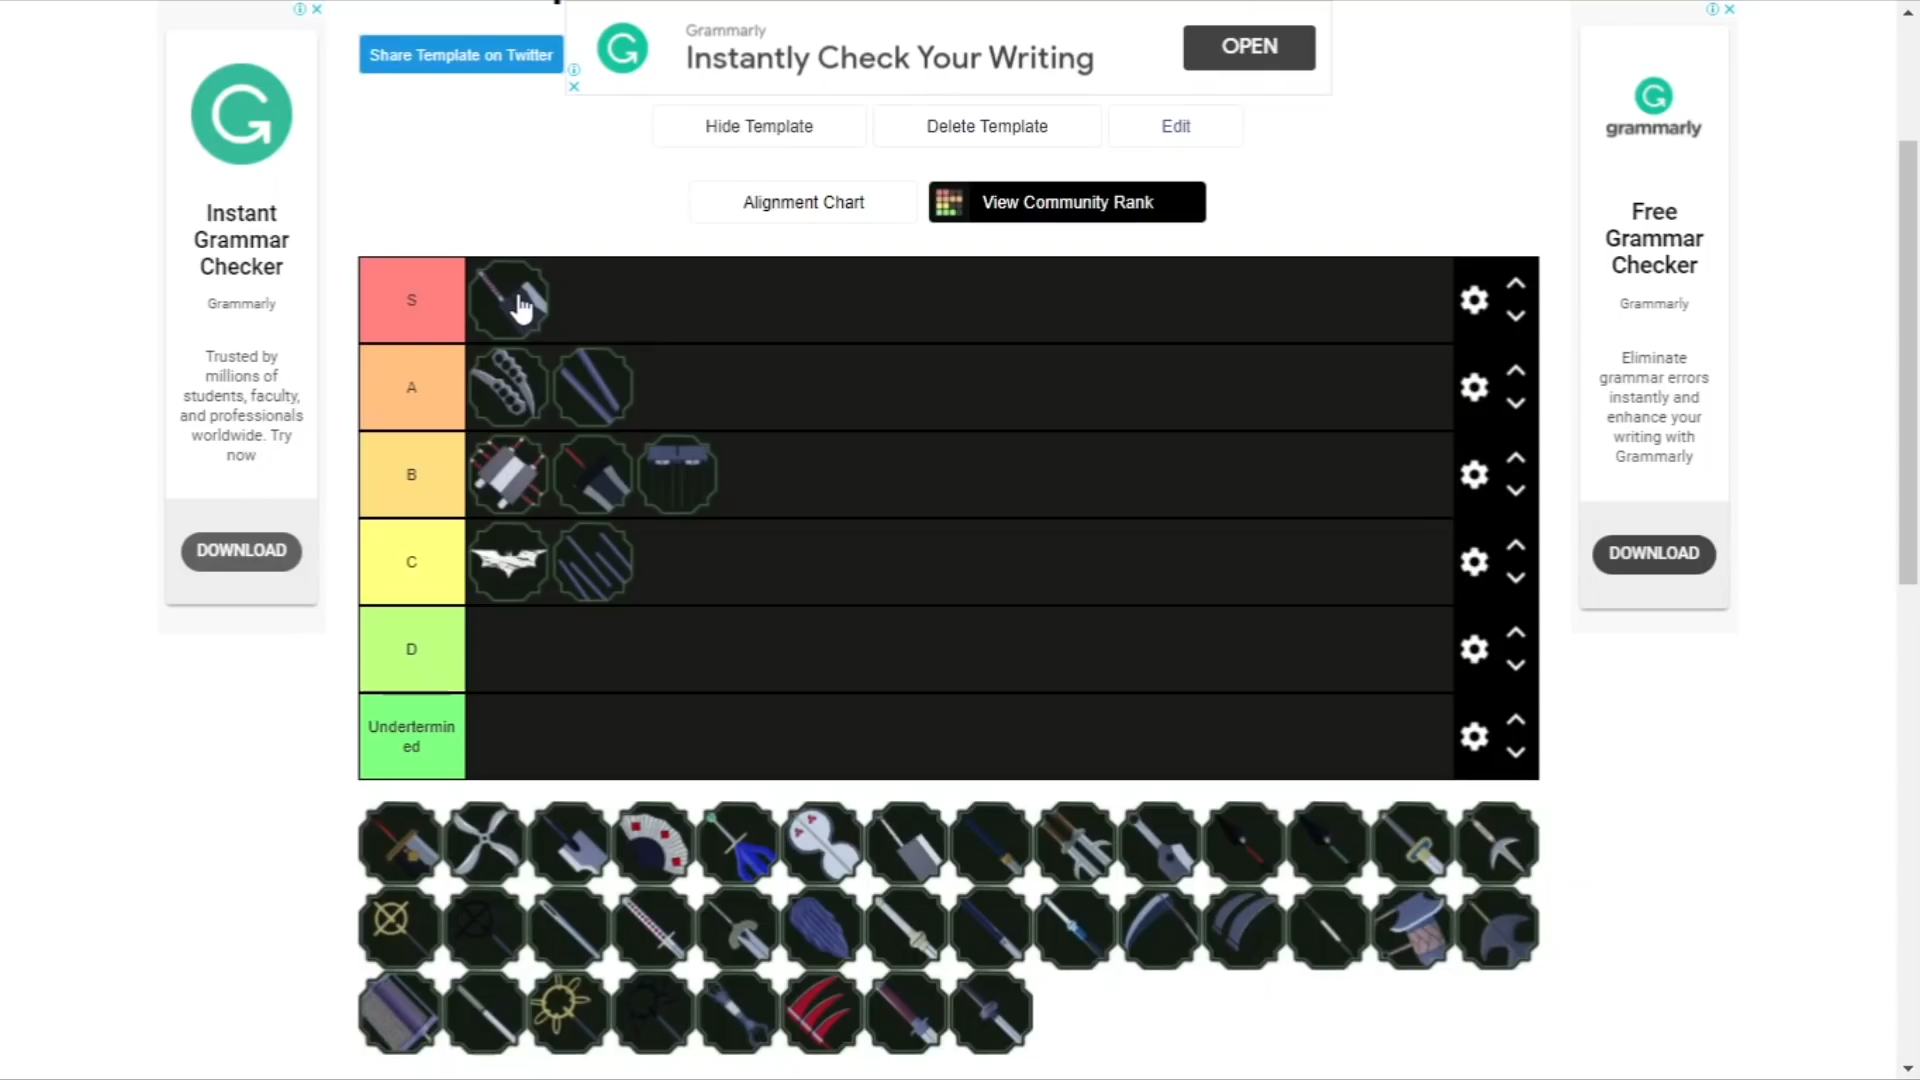 Instant
Grammar
Checker
Grammarly
Trusted by
millions of
students, faculty,
and professionals
worldwide. Try
now
DOWNLOAD
Share Template on Twitter
Grammarly
Instantly Check Your Writing
OPEN
Hide Template
Delete Template
Edit
Alignment Chart
View Community Rank
S
A
B
C
D
Undertermin
ed
grammarly
Free
Grammar
Checker
Grammarly
Eliminate
grammar errors
instantly and
enhance your
writing with
Grammarly
DOWNLOAD